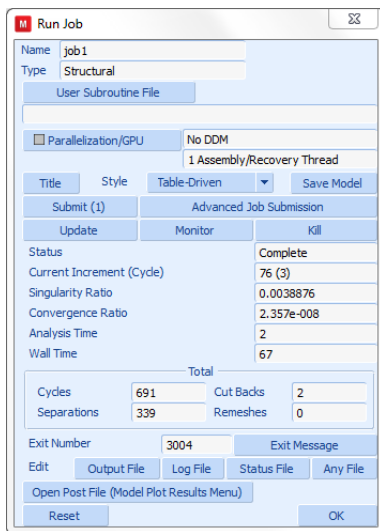 M Run Job
Name job1
Type Structural
User Subroutine File
Parallelization/GPU No DDM
1 Assembly/Recovery Thread
Title Style Table-Driven Save Model
Submit (1) Advanced Job Submission
Update Monitor Kill
Status Complete
Current Increment (Cycle) 76 (3)
Singularity Ratio 0.0038876
Convergence Ratio 2.357e-008
Analysis Time 2
Wall Time 67
Total
Cycles 691 Cut Backs 2
Separations 339 Remeshes 0
Exit Number 3004 Exit Message
Edit Output File Log File Status File Any File
Open Post File (Model Plot Results Menu)
Reset OK